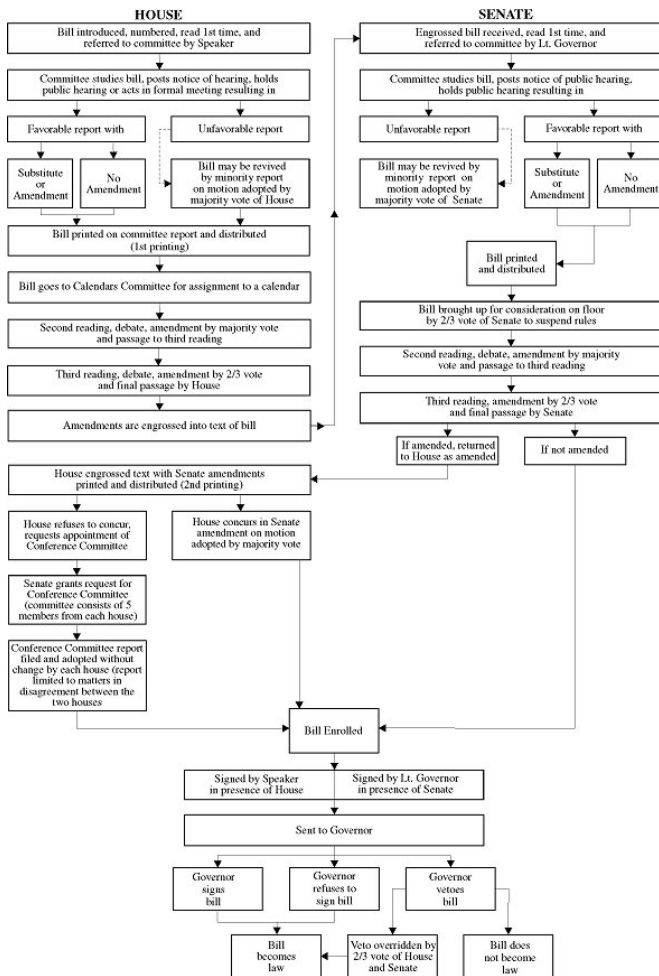 HOUSE
Bill introduced, numbered, read 1st time, and
referred to committee by Speaker
Committee studies bill, posts notice of hearing, holds
public hearing or acts in formal meeting resulting in
Favorable report with
Unfavorable report
Substitute
or
Amendment
No
Amendment
Bill may be revived
by minority report
on motion adopted by
majority vote of House
Bill printed on committee report and distributed
(1st printing)
Bill goes to Calendars Committee for assignment to a calendar
Second reading, debate, amendment by majority vote
and passage to third reading
Third reading, debate, amendment by 2/3 vote
and final passage by House
Amendments are engrossed into text of bill
SENATE
Engrossed bill received, read 1st time, and
referred to committee by Lt. Governor
Committee studies bill, posts notice of public hearing,
holds public hearing resulting in
Unfavorable report
Favorable report with
Bill may be revived by
minority report on
motion adopted by
majority vote of Senate
Substitute
or
Amendment
No
Amendment
Bill printed
and distributed
Bill brought up for consideration on floor
by 2/3 vote of Senate to suspend rules
Second reading, debate, amendment by majority
vote and passage to third reading
Third reading, amendment by 2/3 vote
and final passage by Senate
If amended, returned
to House as amended
If not amended
House engrossed text with Senate amendments
printed and distributed (2nd printing)
House refuses to concur,
requests appointment of
Conference Committee
House concurs in Senate
amendment on motion
adopted by majority vote
Senate grants request for
Conference Committee
(committee consists of 5
members from each house)
Conference Committee report
filed and adopted without
change by each house (report
limited to matters in
disagreement between the
two houses
Bill Enrolled
Signed by Speaker
in presence of House
Signed by Lt. Governor
in presence of Senate
Sent to Governor
Governor
signs
bill
Governor
refuses to
sign bill
Governor
vetoes
bill
Bill
becomes
law
Veto overridden by
2/3 vote of House
and Senate
Bill does
not become
law